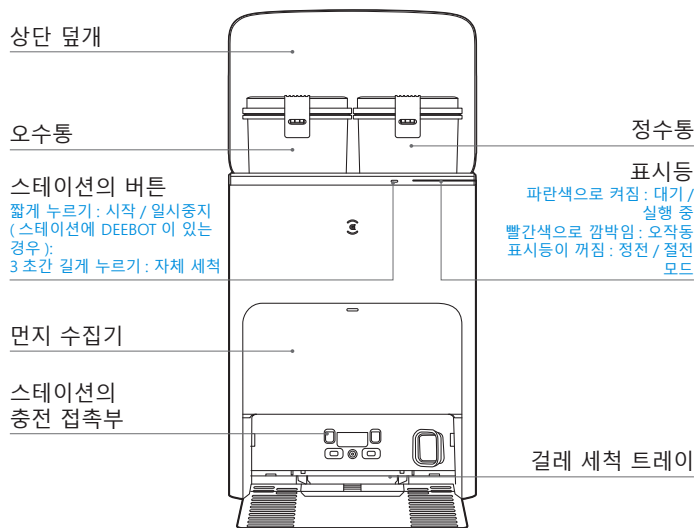 상단 덮개
오수통
스테이션의 버튼
짧게 누르기 : 시작 / 일시중지
( 스테이션에 DEEBOT 이 있는
경우 ):
3 초간 길게 누르기 : 자체 세척
먼지 수집기
스테이션의
충전 접촉부
정수통
표시등
파란색으로 켜짐 : 대기 /
실행 중
빨간색으로 깜박임 : 오작동
표시등이 꺼짐 : 정전 / 절전
모드
걸레 세척 트레이